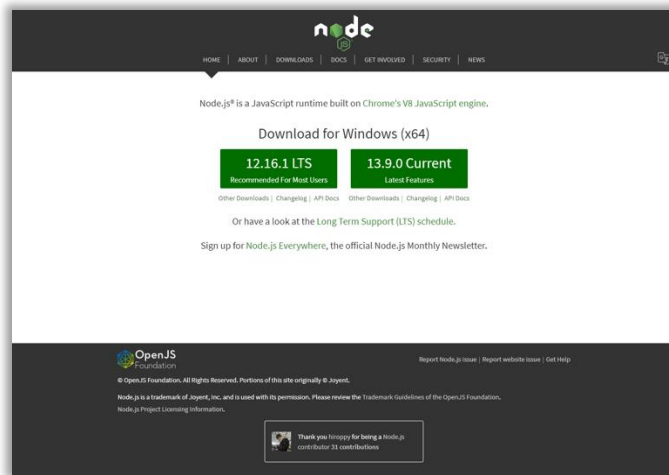 node
JS
HOME | ABOUT | DOWNLOADS | DOCS | GET INVOLVED | SECURITY | NEWS
Node.js® is a JavaScript runtime built on Chrome's V8 JavaScript engine.
Download for Windows (x64)
12.16.1 LTS
Recommended For Most Users
13.9.0 Current
Latest Features
Other Downloads | Changelog | API Docs
Other Downloads | Changelog | API Docs
Or have a look at the Long Term Support (LTS) schedule.
Sign up for Node.js Everywhere, the official Node.js Monthly Newsletter.
OpenJS
Foundation
Report Node.js issue | Report website issue | Get Help
© OpenJS Foundation. All Rights Reserved. Portions of this site originally © Joyent.
Node.js is a trademark of Joyent, Inc. and is used with its permission. Please review the Trademark Guidelines of the OpenJS Foundation.
Node.js Project Licensing Information.
Thank you hiroppy for being a Node.js
contributor 31 contributions